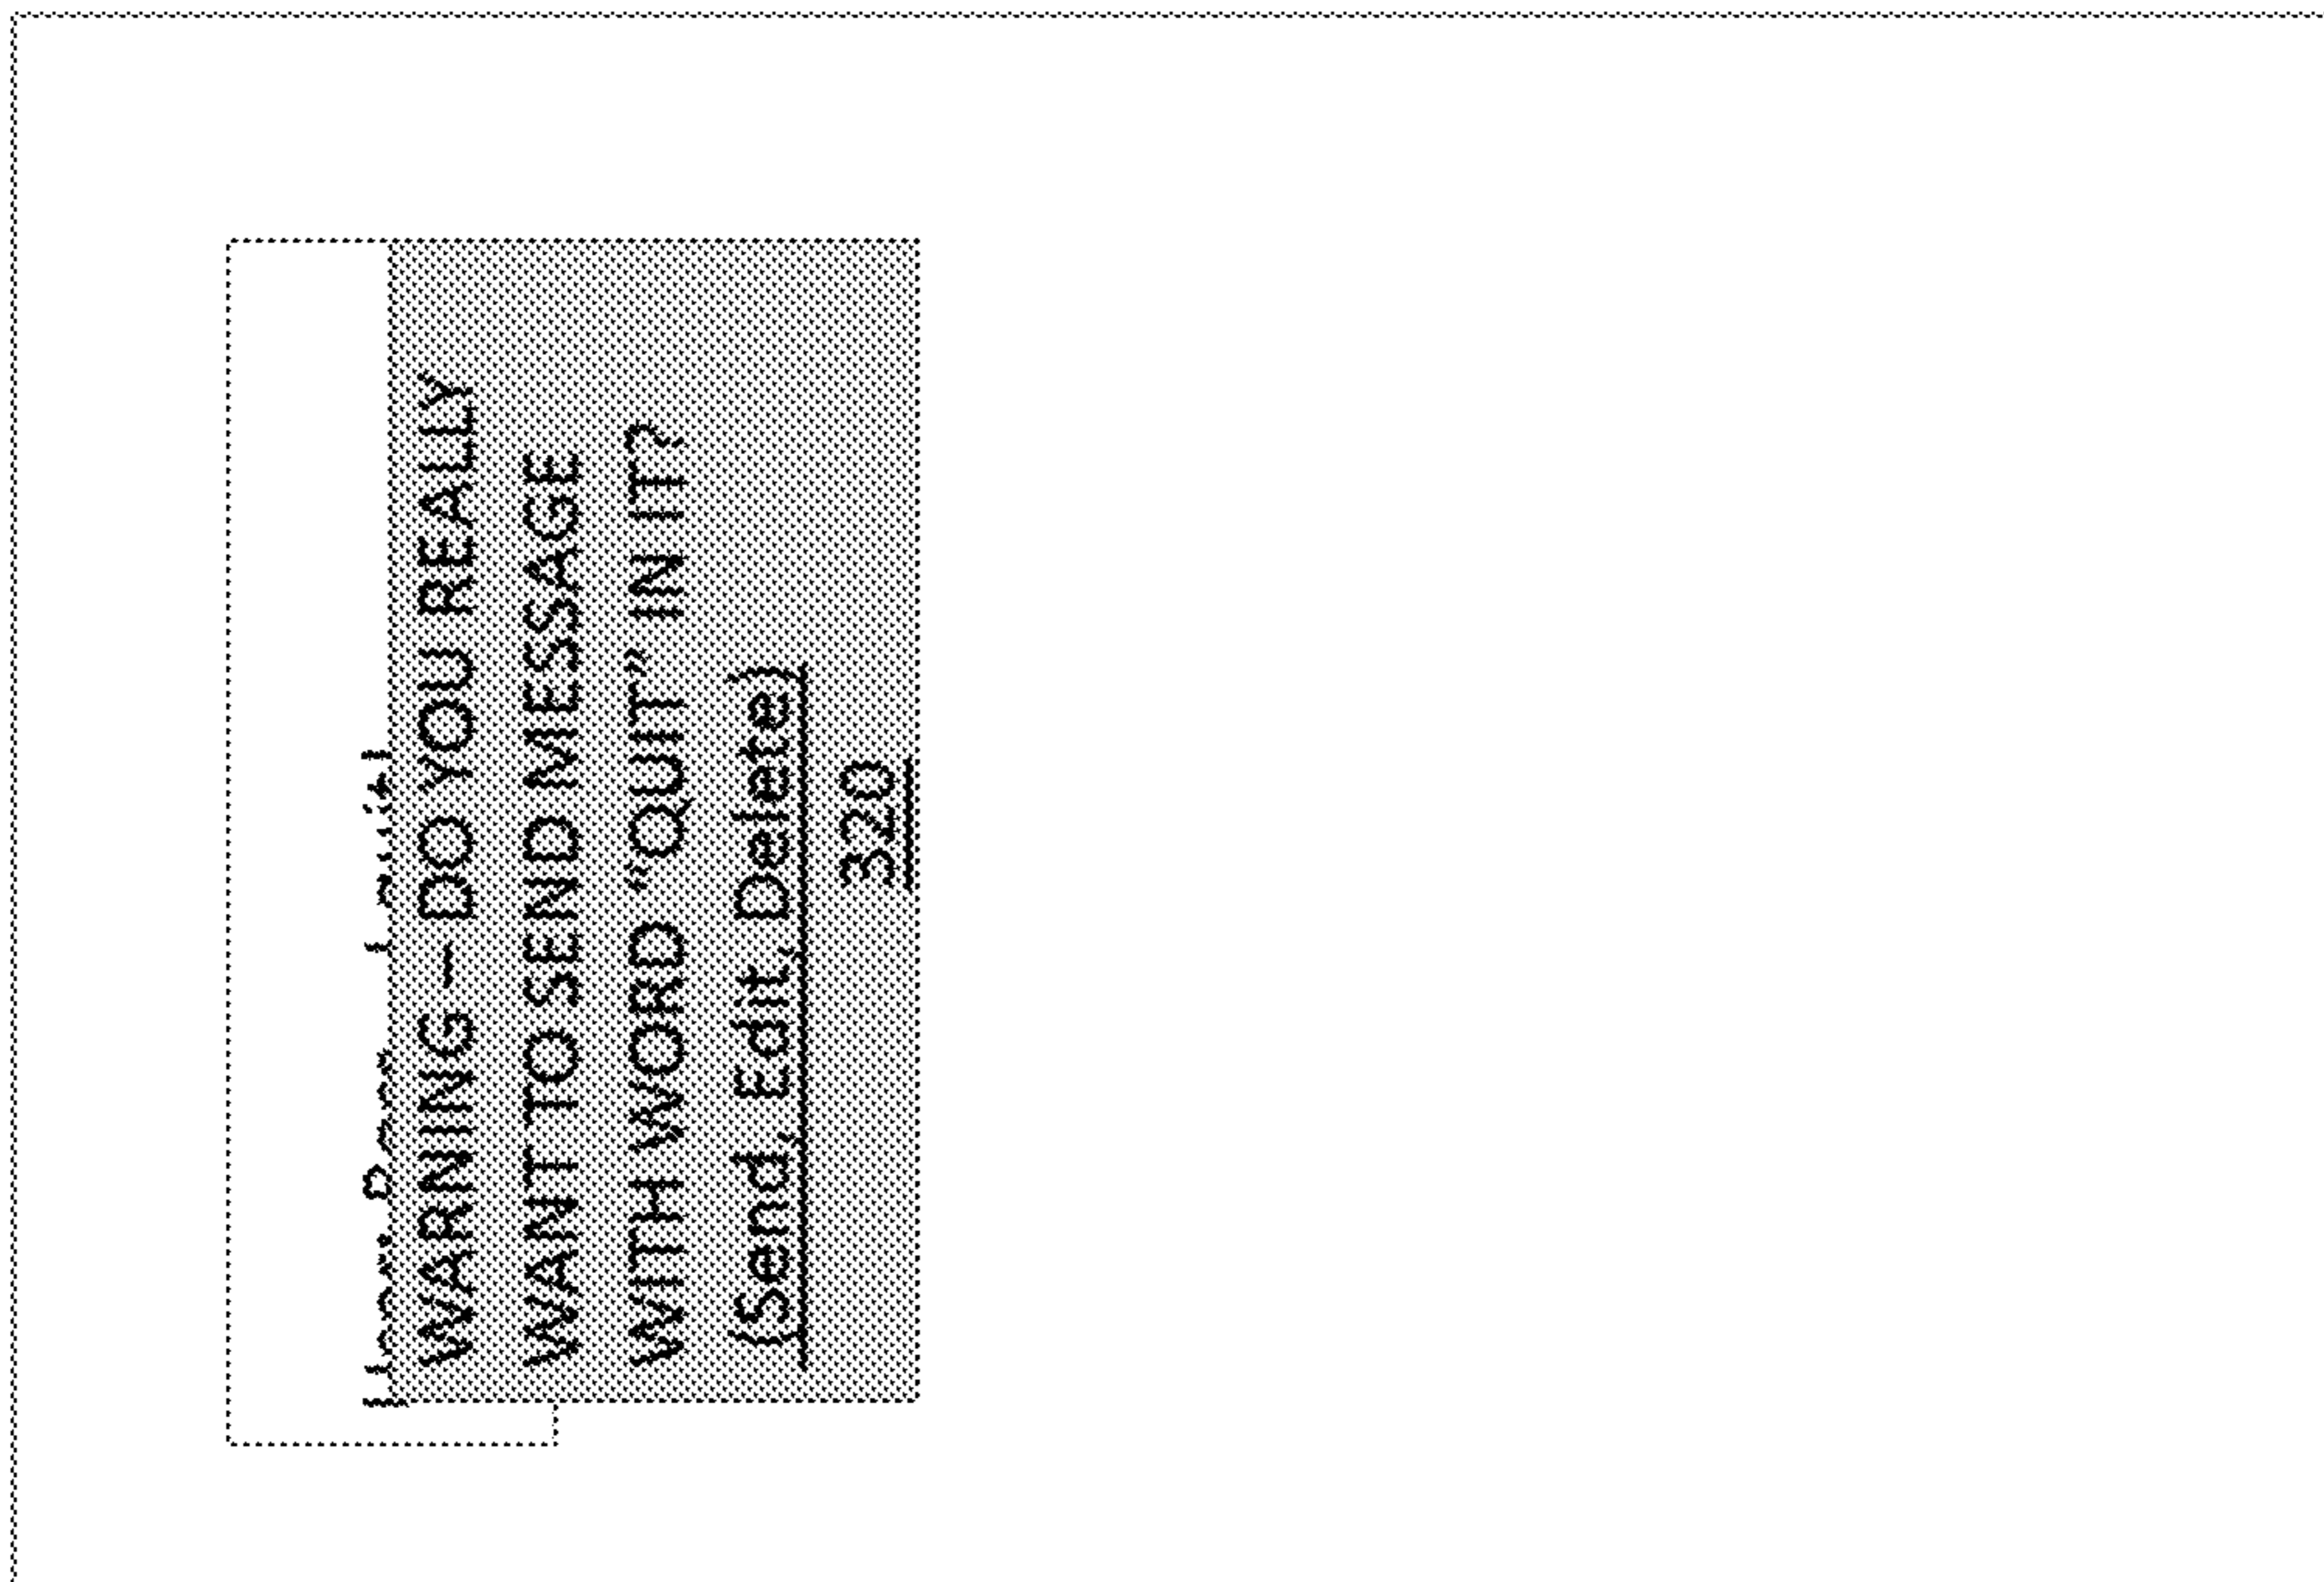 WARNING – DO YOU REALLY
WANT TO SEND MESSAGE
WITH WORD “QUIT” IN IT?
(Send, Edit, Delete)
320